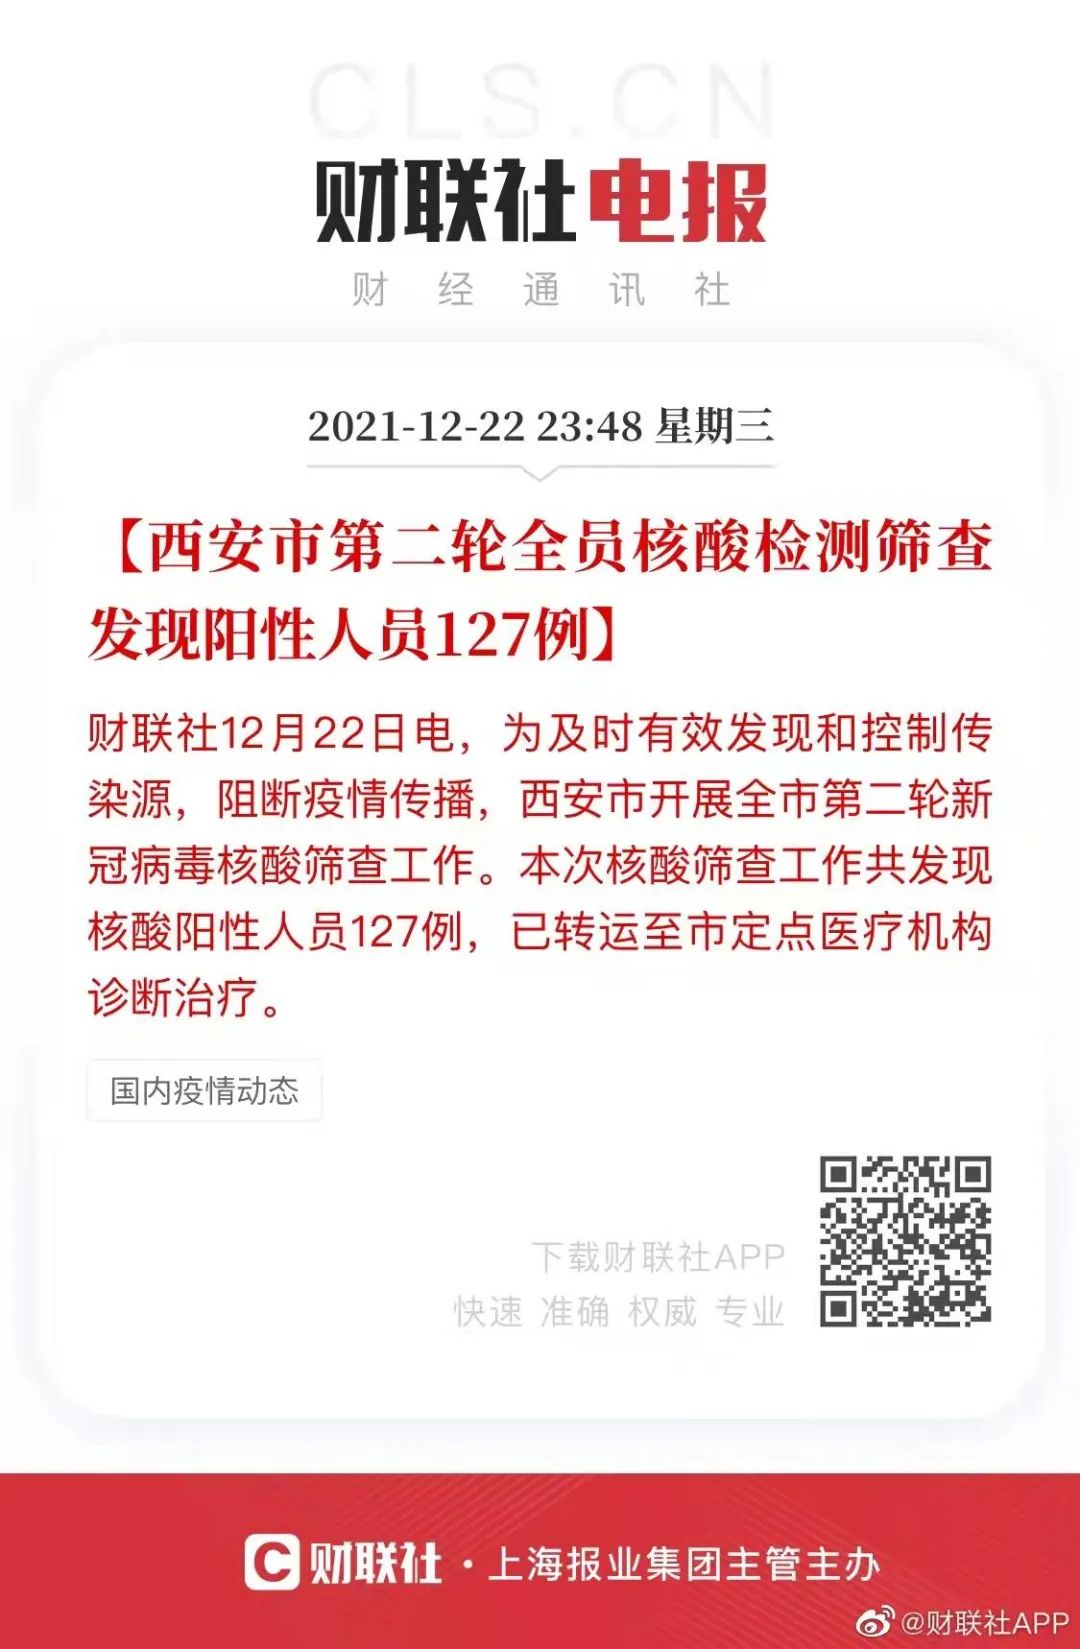 CLS.CN
财联社电报
财经通讯社
2021-12-22 23:48 星期三
【西安市第二轮全员核酸检测筛查
发现阳性人员127例】
财联社12月22日电，为及时有效发现和控制传
染源，阻断疫情传播，西安市开展全市第二轮新
冠病毒核酸筛查工作。本次核酸筛查工作共发现
核酸阳性人员127例，已转运至市定点医疗机构
诊断治疗。
国内疫情动态
下载财联社APP
快速 准确 权威 专业
财联社·上海报业集团主管主办
@财联社APP